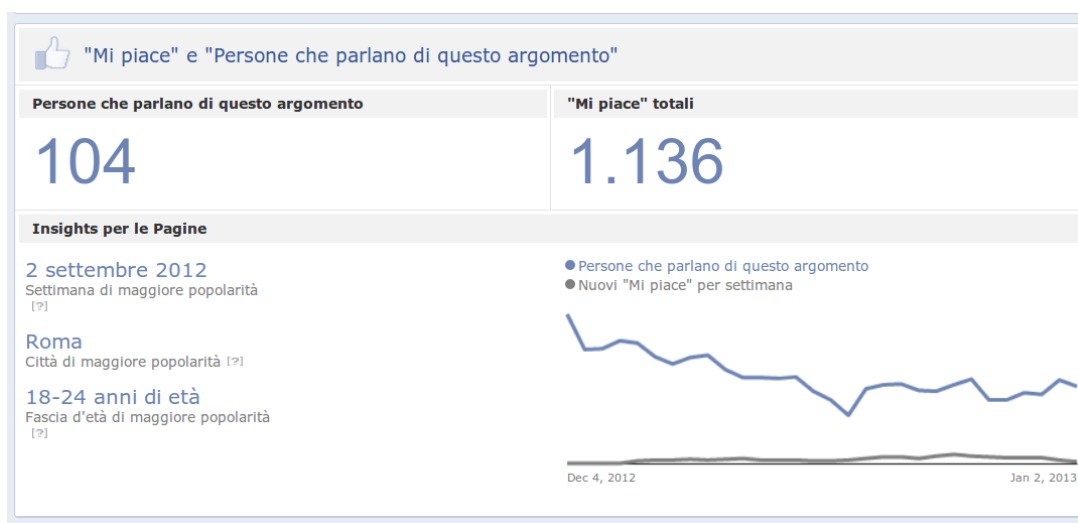 "Mi piace" e "Persone che parlano di questo argomento"
Persone che parlano di questo argomento
"Mi piace" totali
104
1.136
Insights per le Pagine
2 settembre 2012
Settimana di maggiore popolarità
[?]
Roma
Città di maggiore popolarità [?]
18-24 anni di età
Fascia d'età di maggiore popolarità
[?]
Persone che parlano di questo argomento
Nuovi "Mi piace" per settimana
Dec 4, 2012
Jan 2, 2013